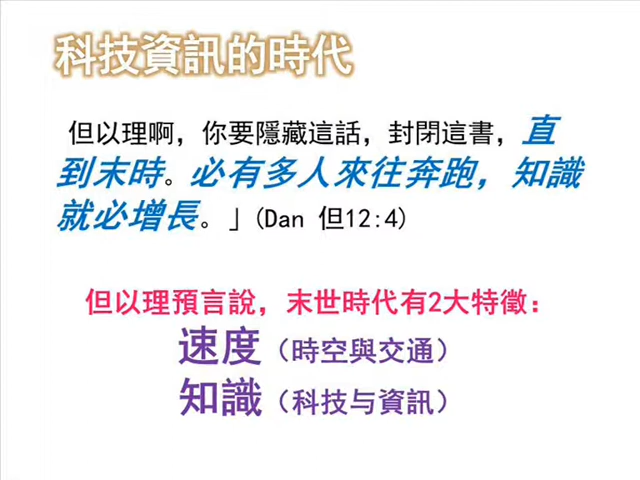 科技資訊的時代
但以理啊，你要隱藏這話，封閉這書，直
到末時。必有多人來往奔跑，知識
就必增長。」(Dan 但12:4)
但以理預言說，末世時代有2大特徵：
速度（時空與交通）
知識（科技与資訊）